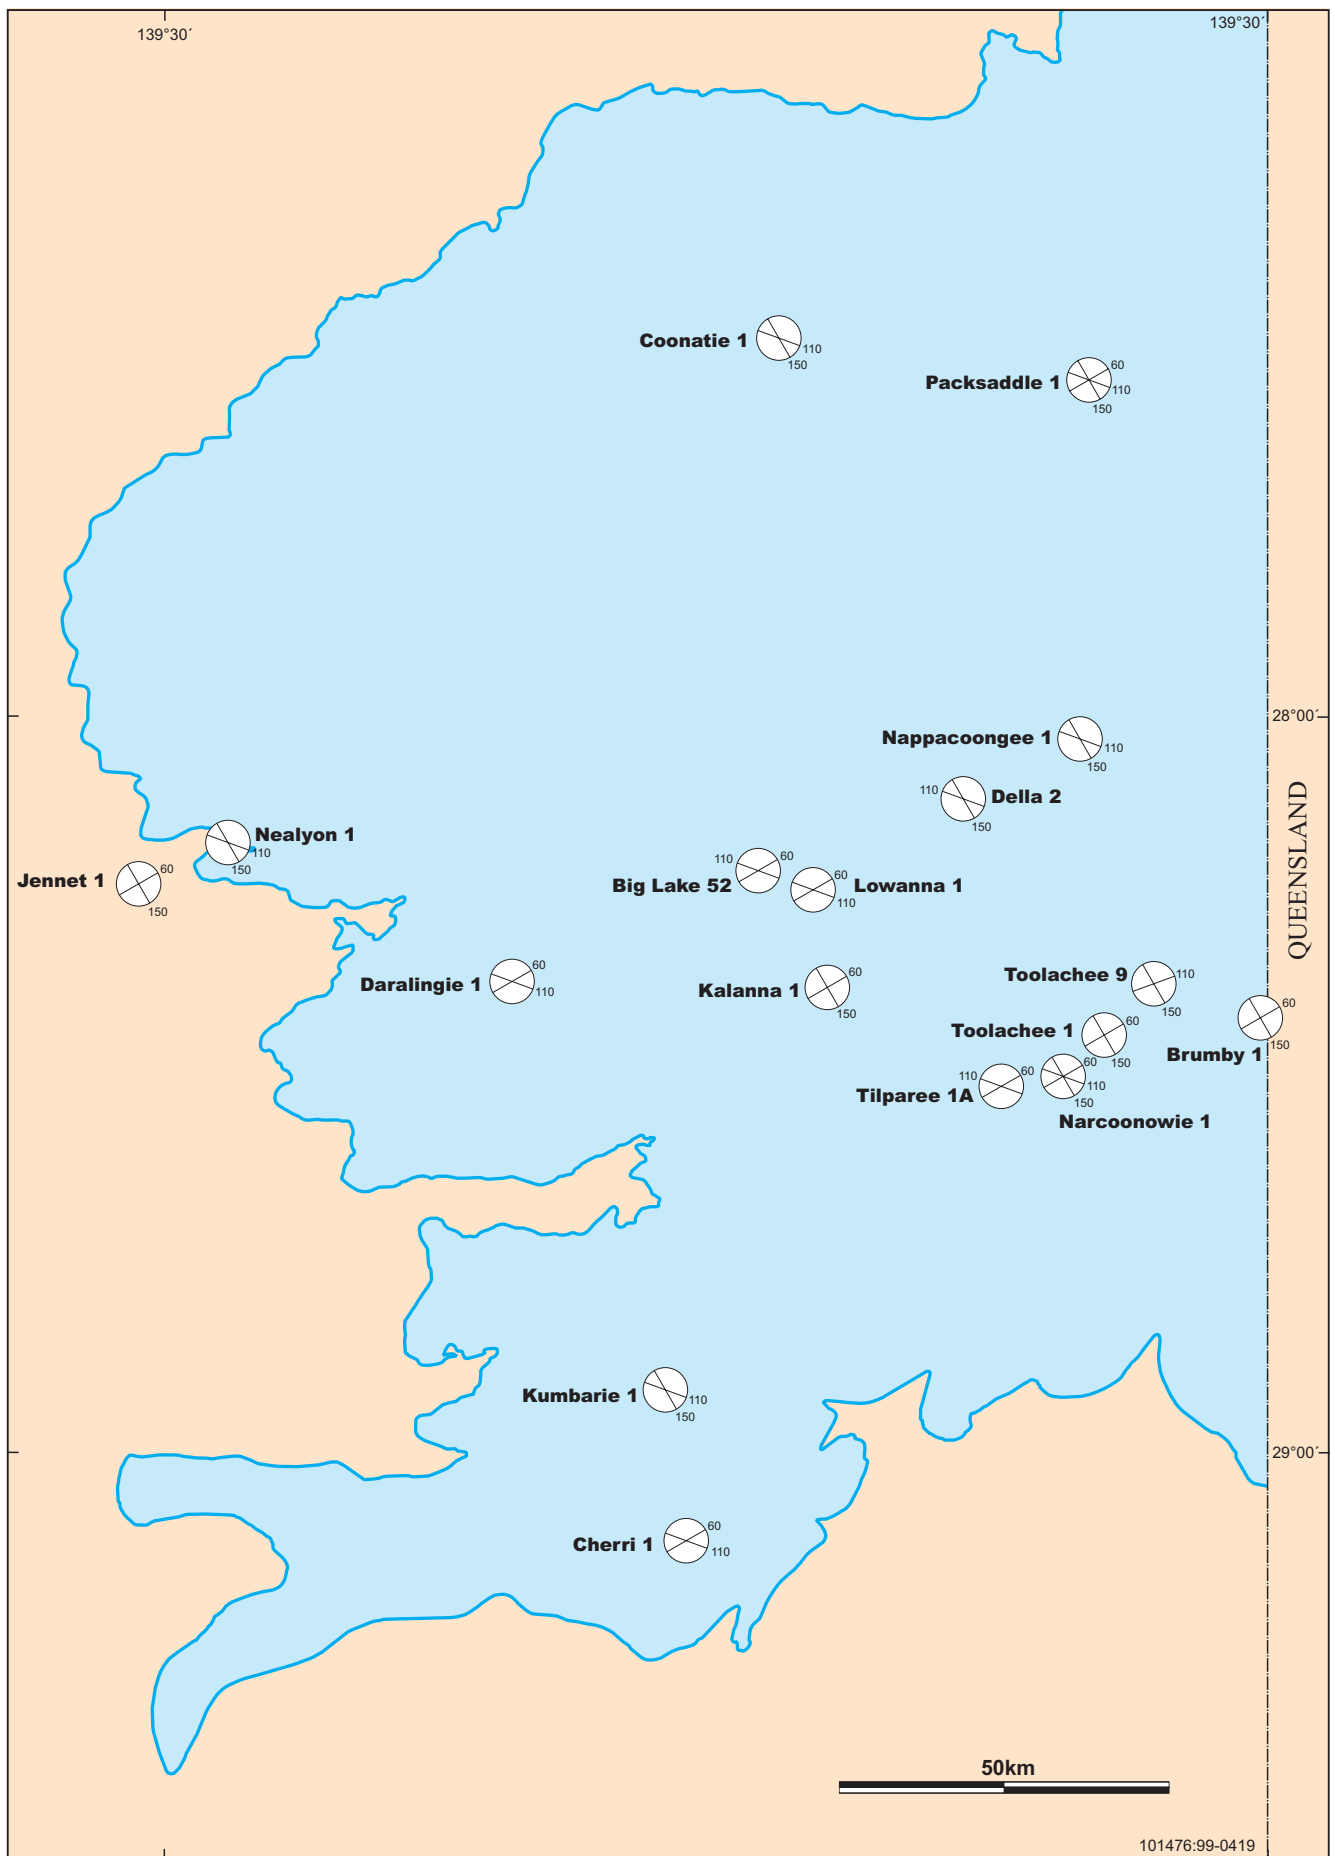 139°30´
139°30´
Coonatie 1
110
150
Packsaddle 1
60
110
150
28°00´
Nappacoongee 1
110
150
110
Della 2
150
QUEENSLAND
Nealyon 1
110
150
Jennet 1
60
150
110
60
Big Lake 52
60
Lowanna 1
110
Daralingie 1
60
110
Kalanna 1
60
150
Toolachee 9
110
150
Toolachee 1
60
150
60
150
Brumby 1
110
60
Tilparee 1A
60
110
150
Narcoonowie 1
Kumbarie 1
110
150
29°00´
Cherri 1
60
110
50km
101476:99-0419